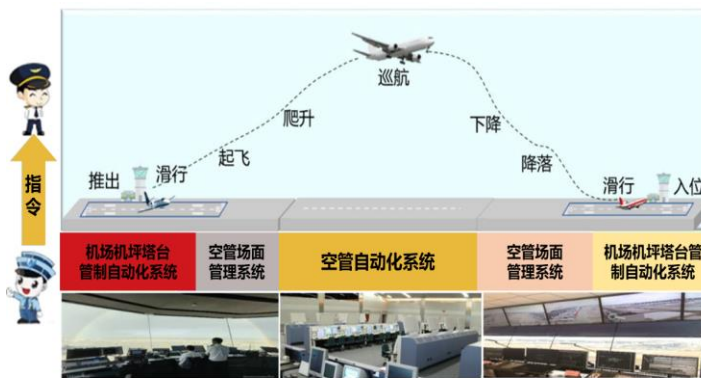 巡航
爬升
下降
起飞
降落
推出
滑行
滑行
入位
指令
机场机坪塔台
管制自动化系统
空管场面
管理系统
空管自动化系统
空管场面
管理系统
机场机坪塔台管
制自动化系统